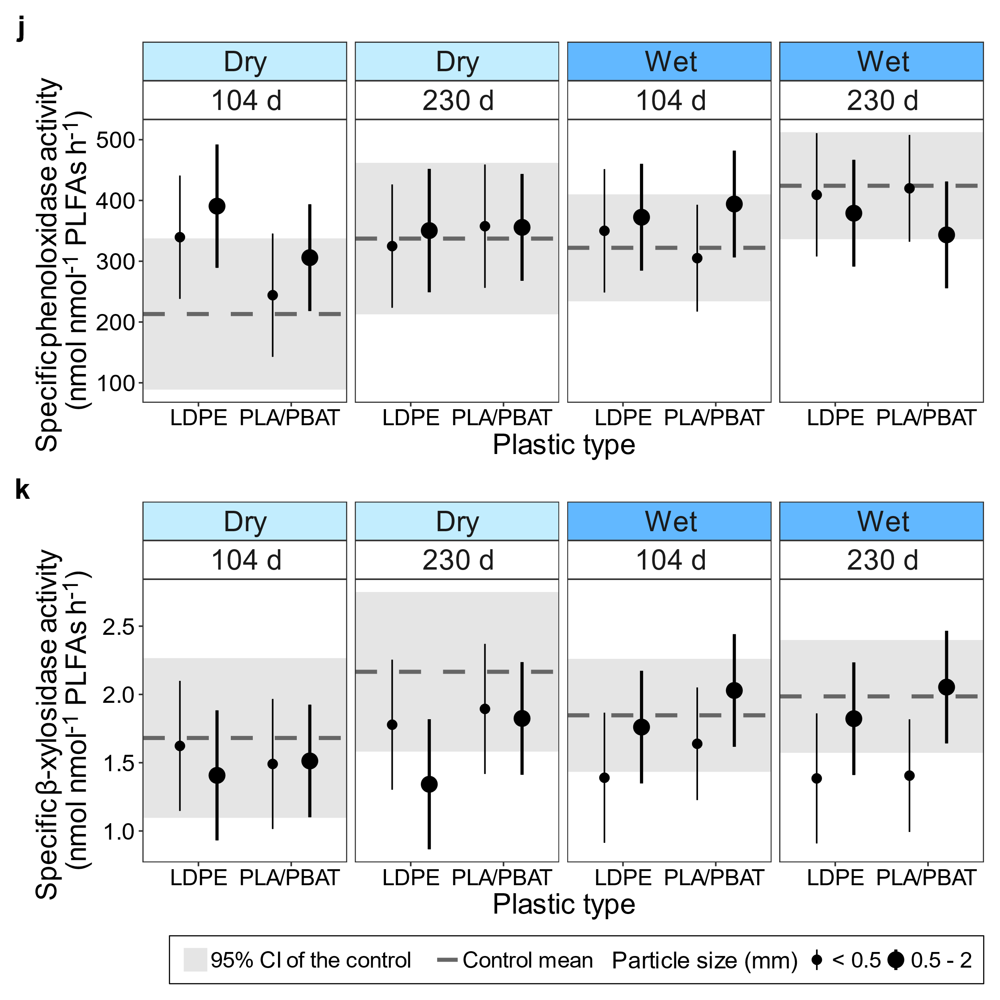 j
Dry Dry Wet Wet
104 d 230 d 104 d 230 d
Specific phenoloxidase activity
(nmol nmol⁻¹ PLFAs h⁻¹)
500
400
300
200
100
LDPE PLA/PBAT LDPE PLA/PBAT LDPE PLA/PBAT LDPE PLA/PBAT
Plastic type
k
Dry Dry Wet Wet
104 d 230 d 104 d 230 d
Specific β-xylosidase activity
(nmol nmol⁻¹ PLFAs h⁻¹)
2.5
2.0
1.5
1.0
LDPE PLA/PBAT LDPE PLA/PBAT LDPE PLA/PBAT LDPE PLA/PBAT
Plastic type
95% CI of the control Control mean Particle size (mm) < 0.5 0.5 - 2